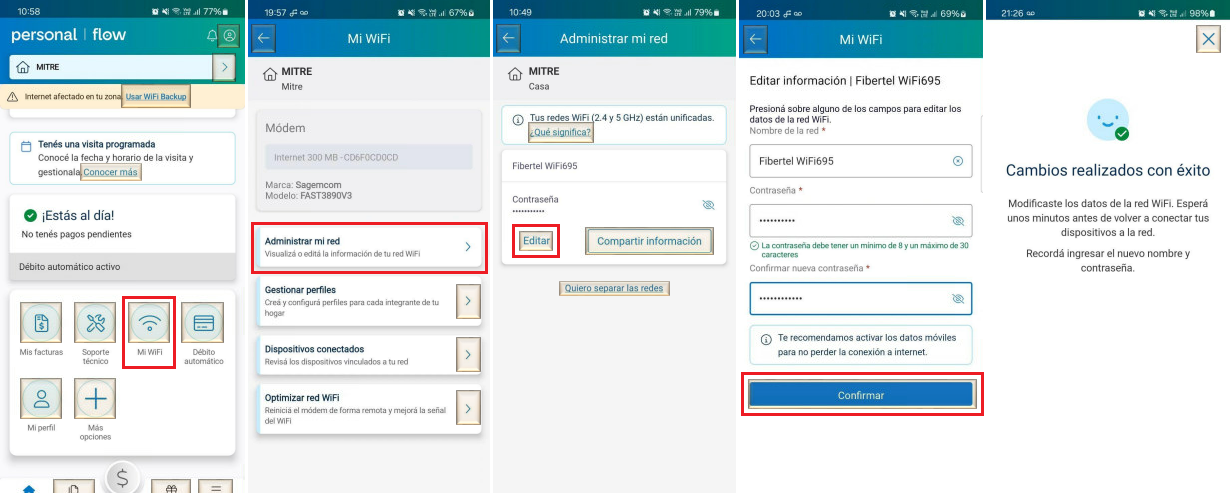 10:58
77%
personal | flow
MITRE
Internet afectado en tu zona
Usar WiFi Backup
Tenés una visita programada
Conocé la fecha y horario de la visita y
gestionala
Conocer más
¡Estás al día!
No tenés pagos pendientes
Débito automático activo
Mis facturas
Soporte
técnico
Mi WiFi
Débito
automático
Mi perfil
Más
opciones
19:57
67%
Mi WiFi
MITRE
Mitre
Módem
Internet 300 MB -CD6F0CD0CD
Marca: Sagemcom
Modelo: FAST3890V3
Administrar mi red
Visualizá o editá la información de tu red WiFi
Gestionar perfiles
Creá y configurá perfiles para cada integrante de tu
hogar
Dispositivos conectados
Revisá los dispositivos vinculados a tu red
Optimizar red WiFi
Reiniciá el módem de forma remota y mejorá la señal
del WiFi
10:49
79%
Administrar mi red
MITRE
Casa
Tus redes WiFi (2.4 y 5 GHz) están unificadas.
¿Qué significa?
Fibertel WiFi695
Contraseña
•••••••••••
Editar
Compartir información
Quiero separar las redes
20:03
69%
Mi WiFi
Editar información | Fibertel WiFi695
Presioná sobre alguno de los campos para editar los
datos de la red WiFi.
Nombre de la red *
Fibertel WiFi695
Contraseña *
••••••••••
La contraseña debe tener un mínimo de 8 y un máximo de 30
caracteres
Confirmar nueva contraseña *
••••••••••••
Te recomendamos activar los datos móviles
para no perder la conexión a internet.
Confirmar
21:26
98%
Cambios realizados con éxito
Modificaste los datos de la red WiFi. Esperá
unos minutos antes de volver a conectar tus
dispositivos a la red.
Recordá ingresar el nuevo nombre y
contraseña.